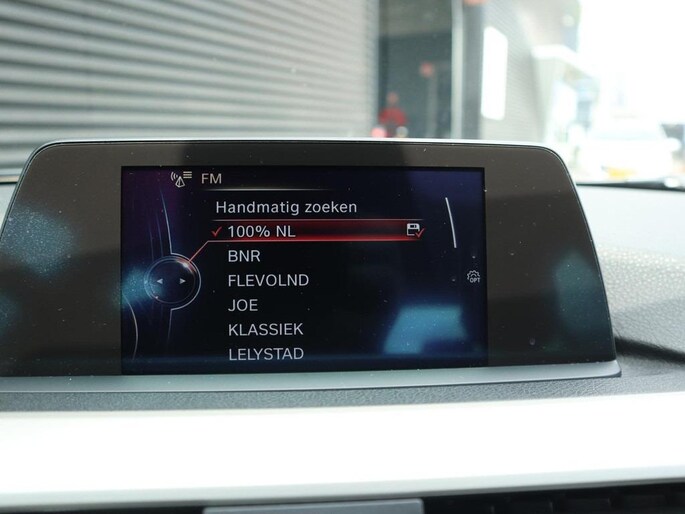 FM
Handmatig zoeken
100% NL
BNR
FLEVOLND
OPT
JOE
KLASSIEK
LELYSTAD